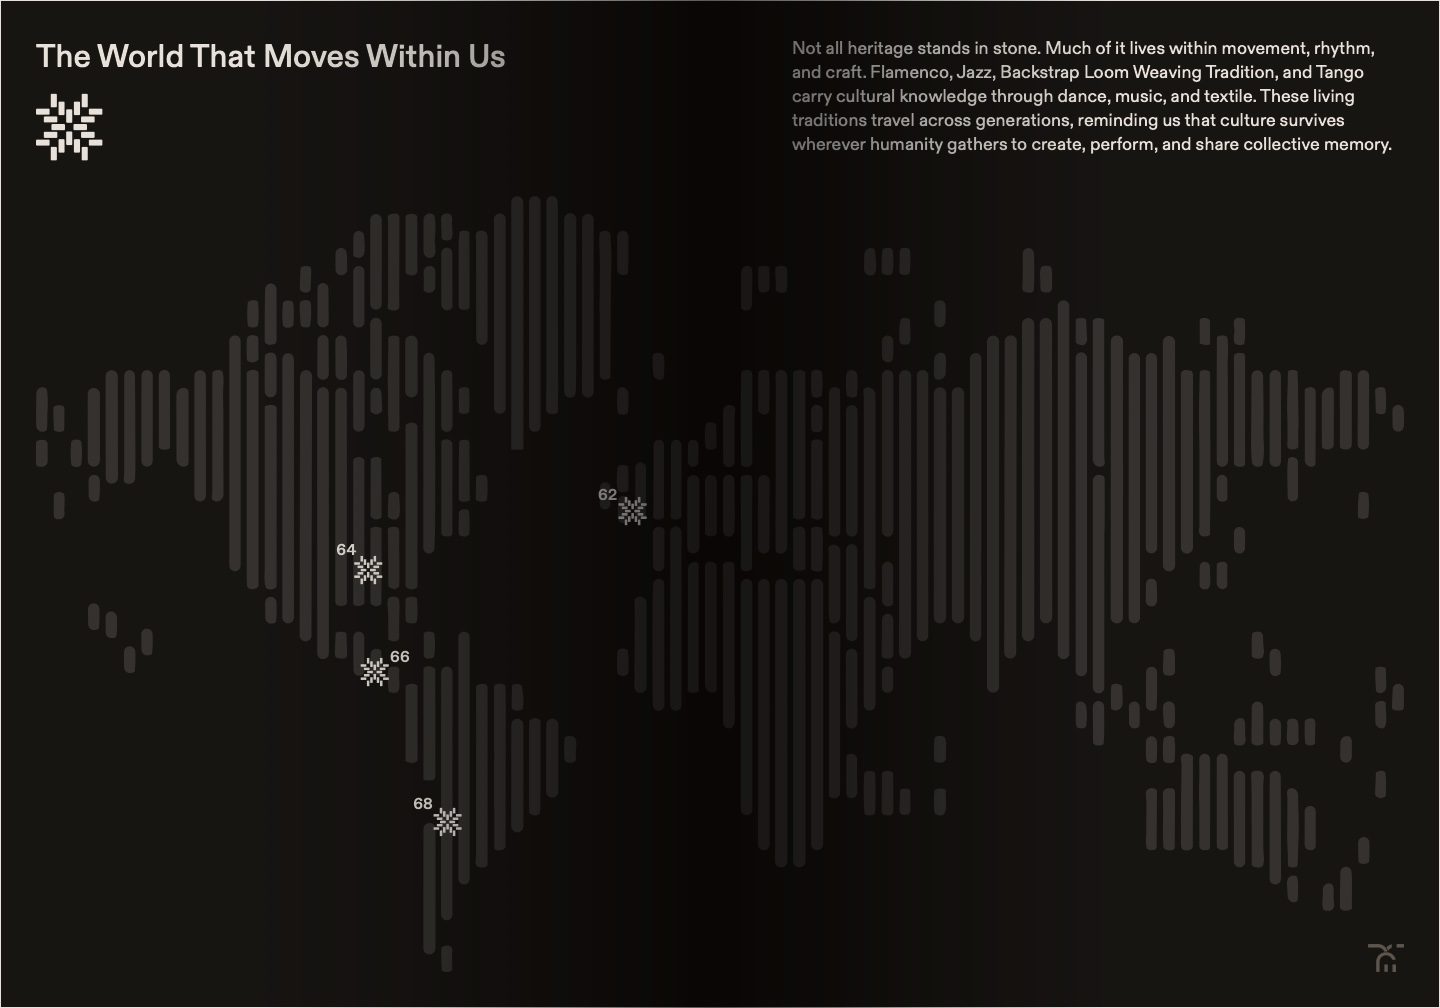 The World That Moves Within Us
Not all heritage stands in stone. Much of it lives within movement, rhythm,
and craft. Flamenco, Jazz, Backstrap Loom Weaving Tradition, and Tango
carry cultural knowledge through dance, music, and textile. These living
traditions travel across generations, reminding us that culture survives
wherever humanity gathers to create, perform, and share collective memory.
62
64
66
68